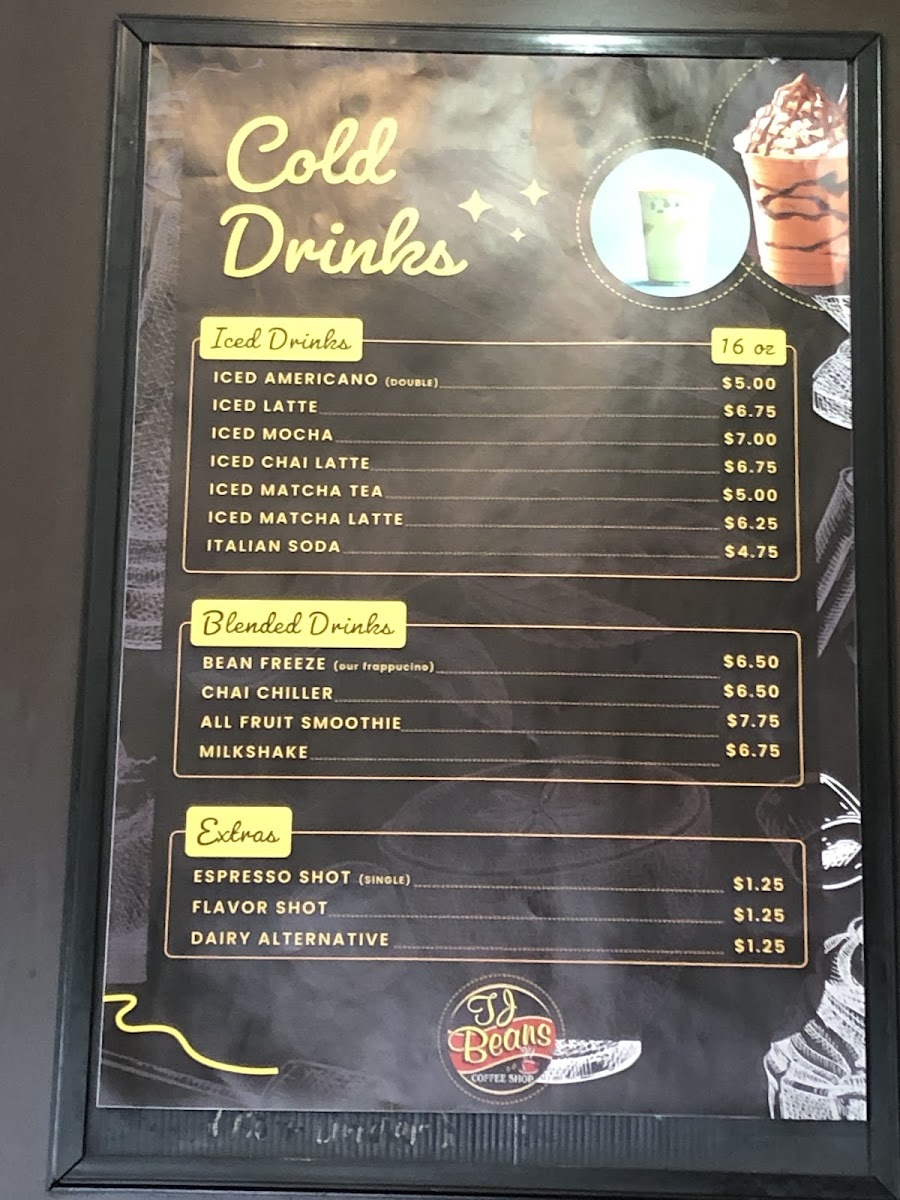 Cold
Drinks
Iced Drinks 16 oz
ICED AMERICANO (DOUBLE) $5.00
ICED LATTE $6.75
ICED MOCHA $7.00
ICED CHAI LATTE $6.75
ICED MATCHA TEA $5.00
ICED MATCHA LATTE $6.25
ITALIAN SODA $4.75
Blended Drinks
BEAN FREEZE (our frappucino) $6.50
CHAI CHILLER $6.50
ALL FRUIT SMOOTHIE $7.75
MILKSHAKE $6.75
Extras
ESPRESSO SHOT (SINGLE) $1.25
FLAVOR SHOT $1.25
DAIRY ALTERNATIVE $1.25
TJ
Beans
COFFEE SHOP